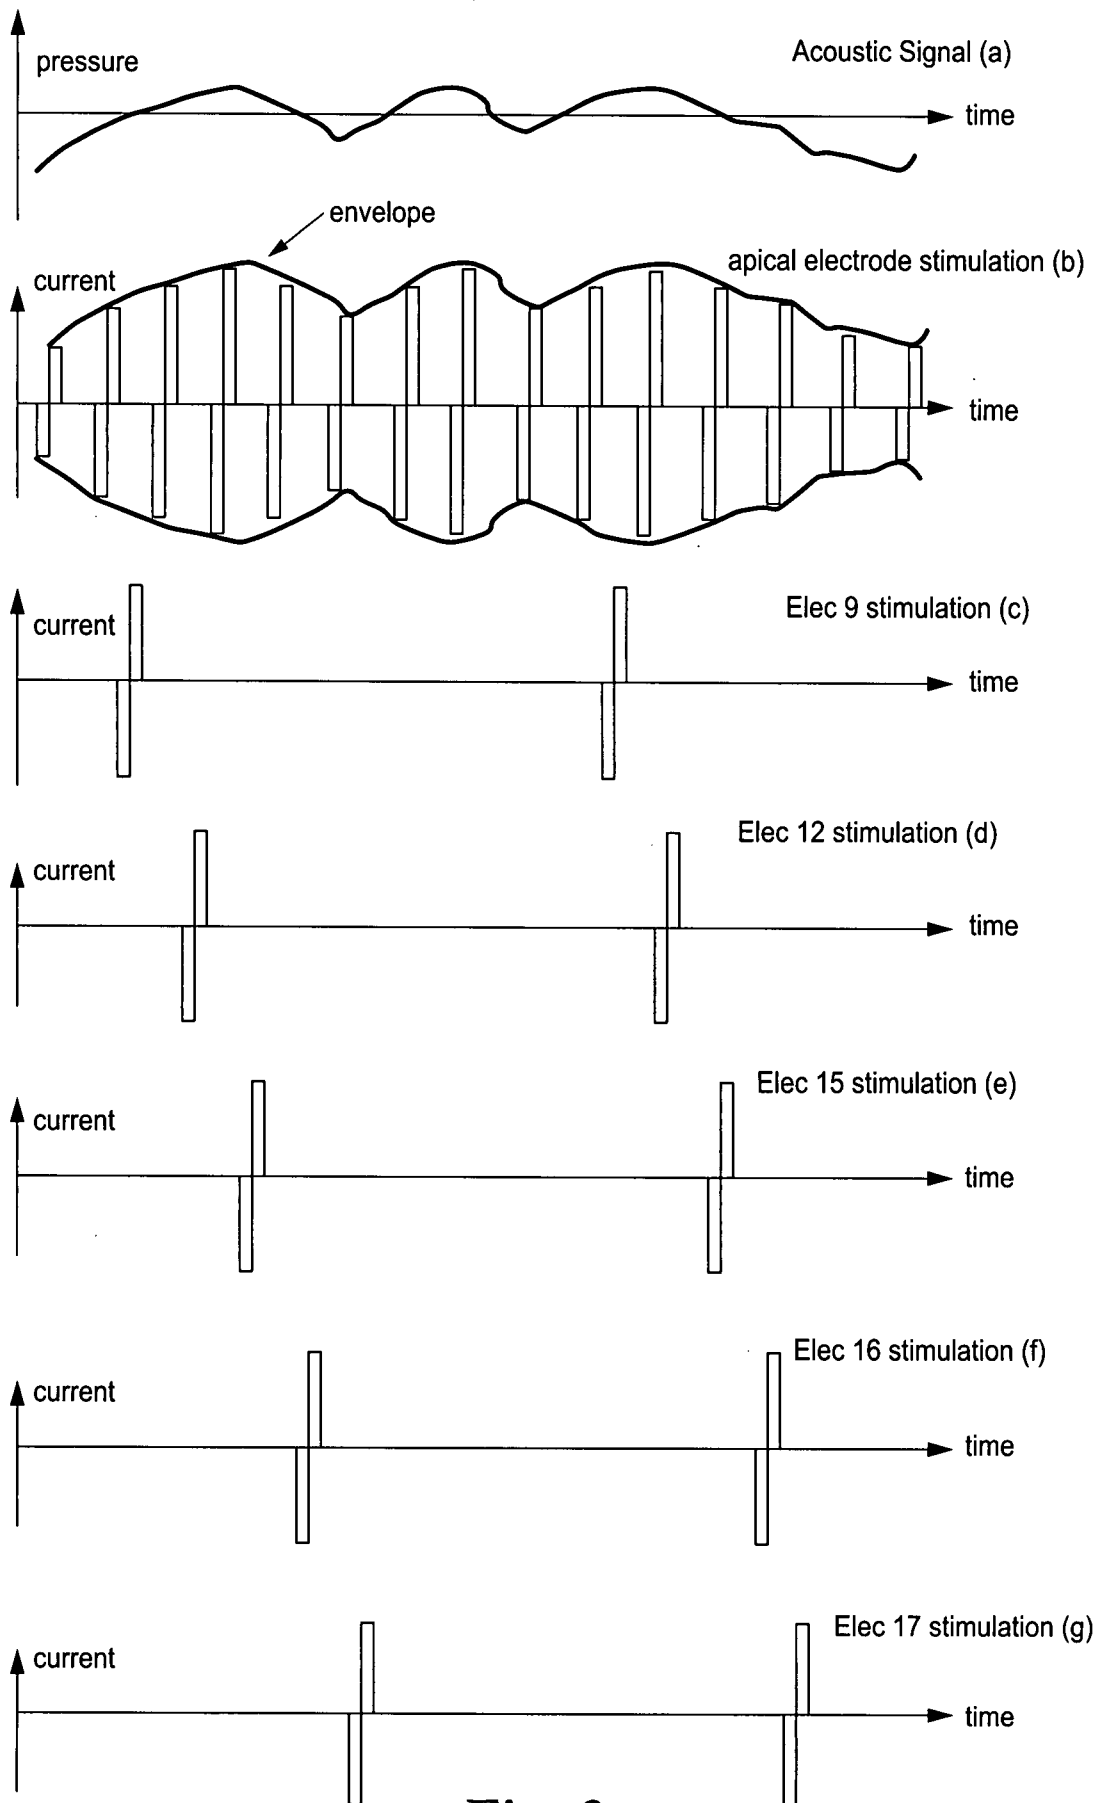 pressure
Acoustic Signal (a)
time
envelope
apical electrode stimulation (b)
current
time
Elec 9 stimulation (c)
current
time
Elec 12 stimulation (d)
current
time
Elec 15 stimulation (e)
current
time
Elec 16 stimulation (f)
current
time
Elec 17 stimulation (g)
current
time